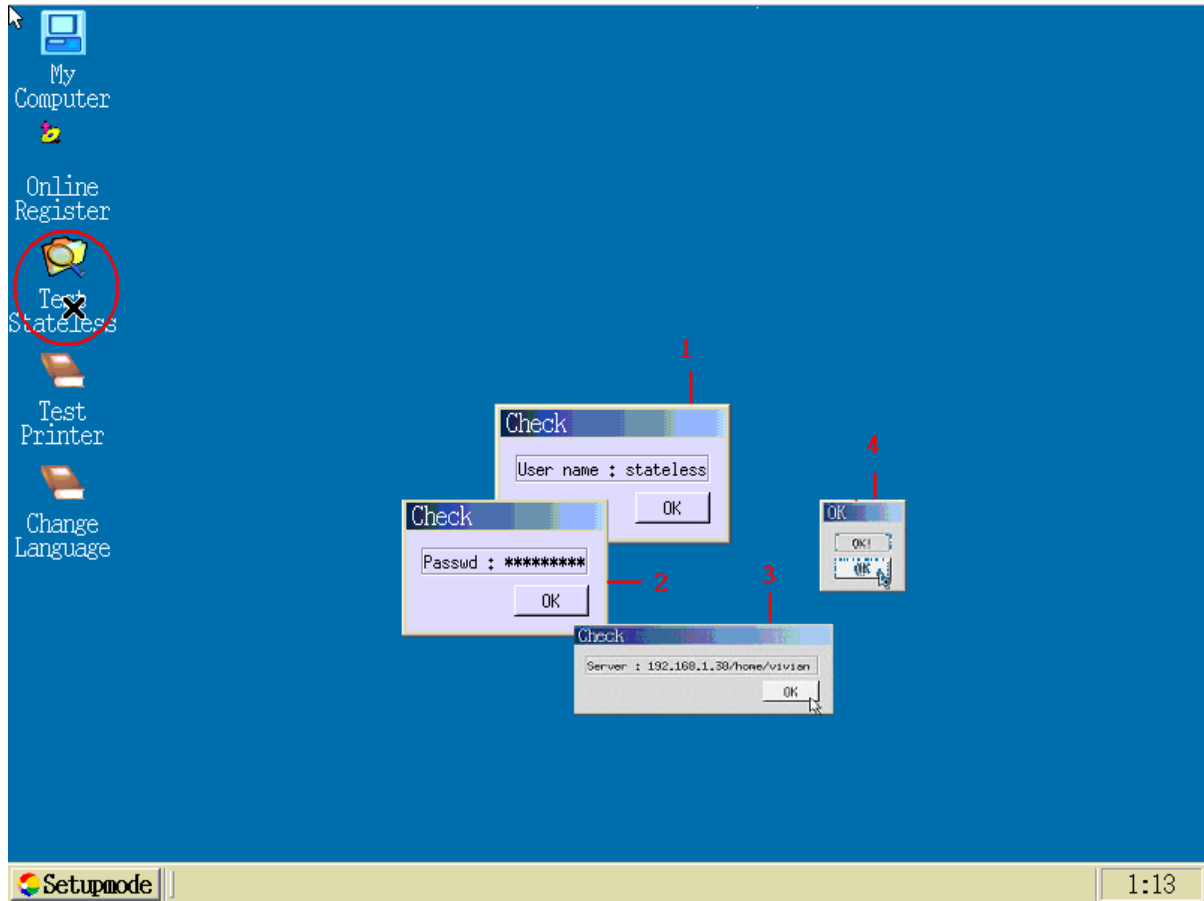 My
Computer
Online
Register
Test
Stateless
Test
Printer
Change
Language
1
Check
User name : stateless
OK
Check
Passwd : *********
OK
2
3
Check
Server : 192.168.1.38/home/vivian
OK
4
OK
OK!
OK
Setupmode
1:13